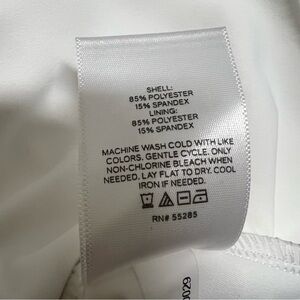 SHELL:
85% POLYESTER
15% SPANDEX
LINING:
85% POLYESTER
15% SPANDEX
MACHINE WASH COLD WITH LIKE
COLORS. GENTLE CYCLE. ONLY
NON-CHLORINE BLEACH WHEN
NEEDED. LAY FLAT TO DRY. COOL
IRON IF NEEDED.
RN# 55285
0029